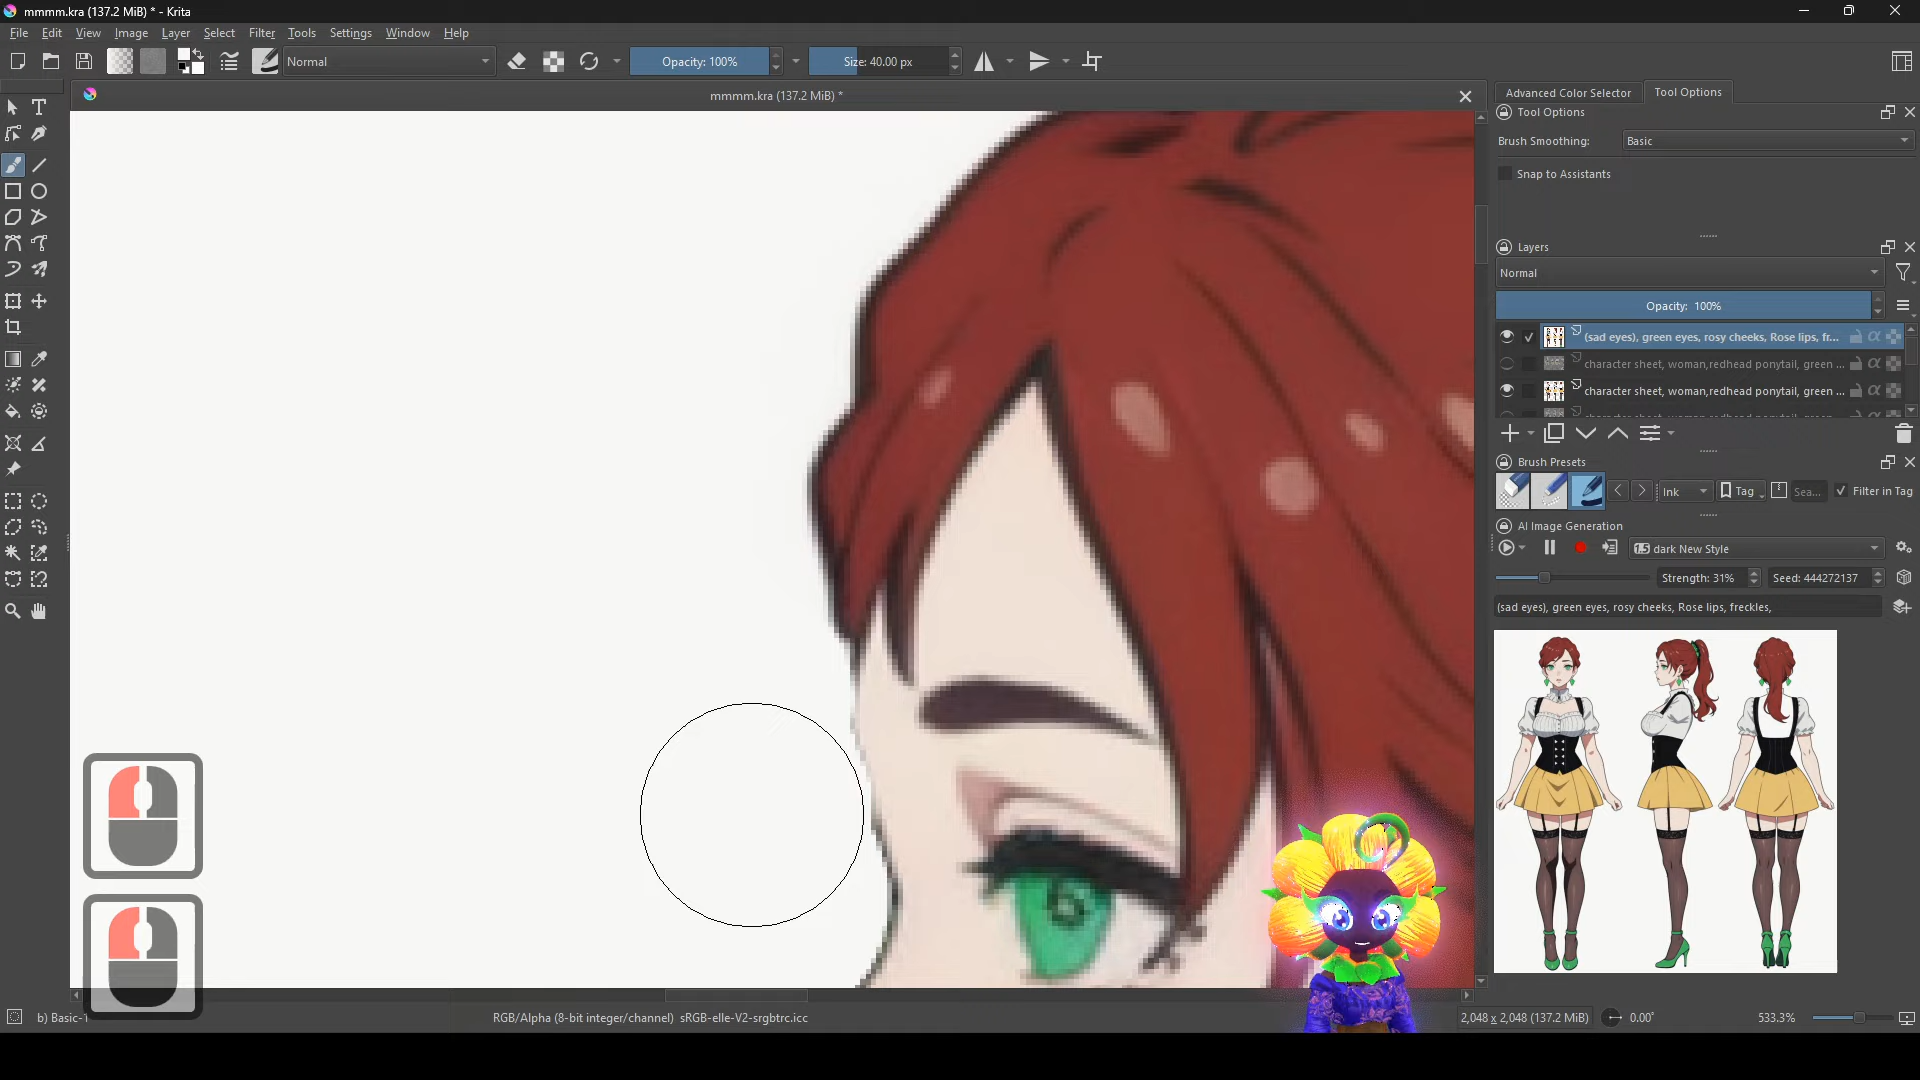 mmmm.kra (137.2 MiB) * - Krita
File Edit View Image Layer Select Filter Tools Settings Window Help
Normal
Opacity: 100%
Size: 40.00 px
mmmm.kra (137.2 MiB) *
Advanced Color Selector
Tool Options
Tool Options
Brush Smoothing:
Basic
Snap to Assistants
Layers
Normal
Opacity: 100%
(sad eyes), green eyes, rosy cheeks, Rose lips, fr...
character sheet, woman,redhead ponytail, green ...
character sheet, woman,redhead ponytail, green ...
Brush Presets
Ink
Tag
Sea...
Filter in Tag
AI Image Generation
1.5 dark New Style
Strength: 31%
Seed: 444272137
(sad eyes), green eyes, rosy cheeks, Rose lips, freckles,
b) Basic-
RGB/Alpha (8-bit integer/channel) sRGB-elle-V2-srgbtrc.icc
2,048 x 2,048 (137.2 MiB)
0.00°
533.3%